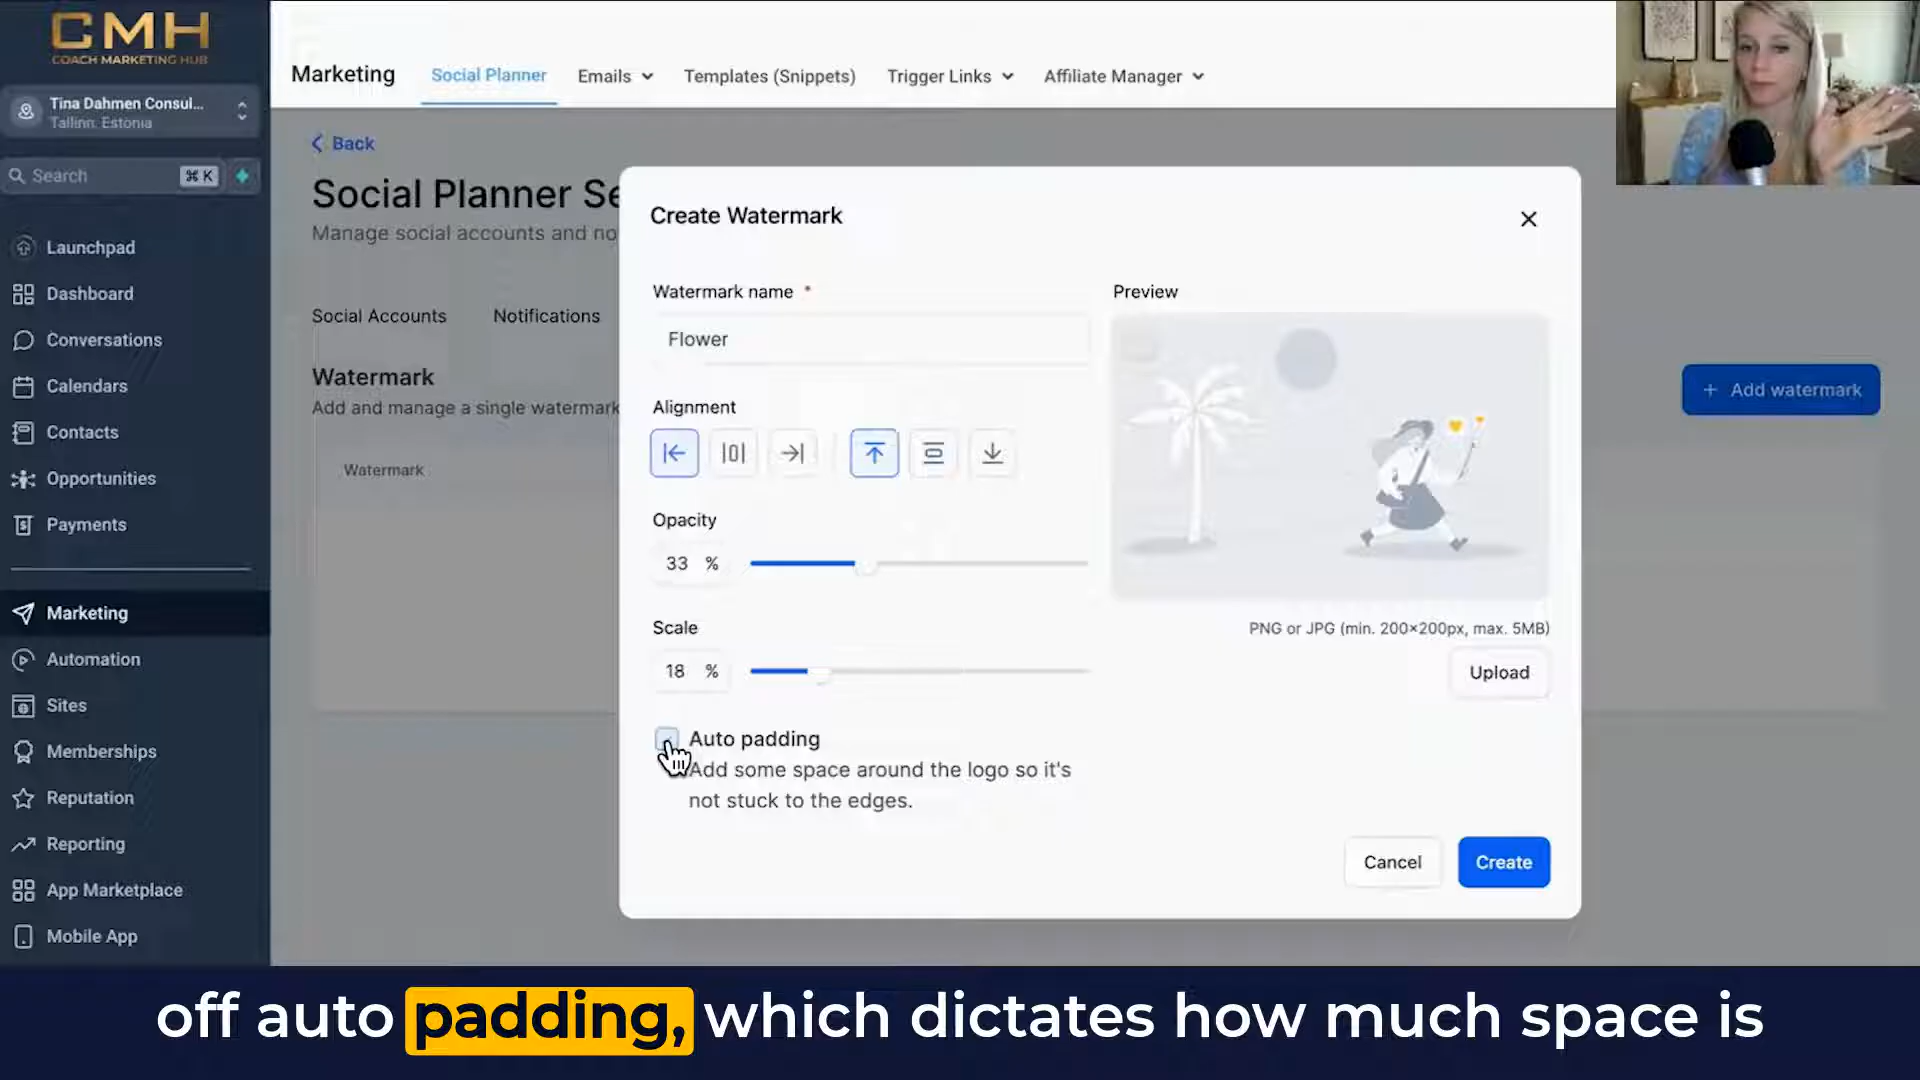 CMH
COACH MARKETING HUB
Tina Dahmen Consul...
Tallinn, Estonia
Search ⌘ K
Launchpad
Dashboard
Conversations
Calendars
Contacts
Opportunities
Payments
Marketing
Automation
Sites
Memberships
Reputation
Reporting
App Marketplace
Mobile App
Marketing Social Planner Emails Templates (Snippets) Trigger Links Affiliate Manager
Back
Social Planner Se
Manage social accounts and no
Social Accounts Notifications
Watermark
Add and manage a single watermark
Watermark
+ Add watermark
Create Watermark
Watermark name *
Flower
Alignment
Opacity
33 %
Scale
18 %
Auto padding
Add some space around the logo so it's
not stuck to the edges.
Preview
PNG or JPG (min. 200×200px, max. 5MB)
Upload
Cancel Create
off auto padding, which dictates how much space is